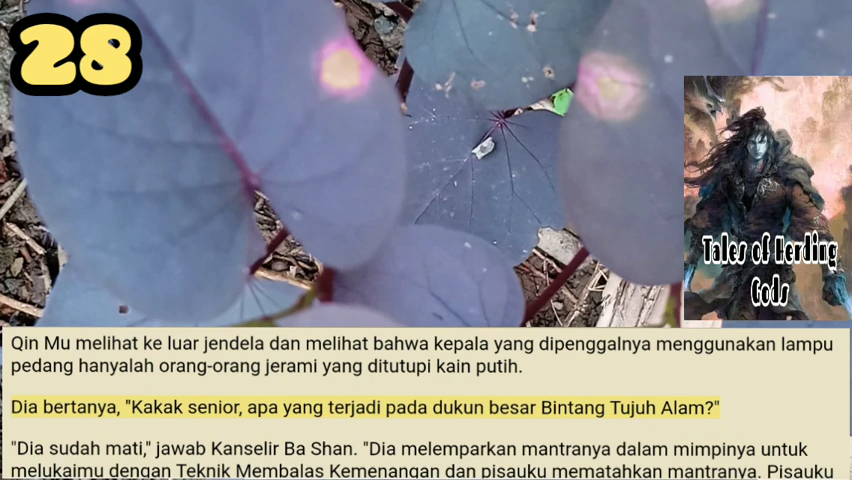 28
Tales of Herding
Gods
Qin Mu melihat ke luar jendela dan melihat bahwa kepala yang dipenggalnya menggunakan lampu
pedang hanyalah orang-orang jerami yang ditutupi kain putih.
Dia bertanya, "Kakak senior, apa yang terjadi pada dukun besar Bintang Tujuh Alam?"
"Dia sudah mati," jawab Kanselir Ba Shan. "Dia melemparkan mantranya dalam mimpinya untuk
melukaimu dengan Teknik Membalas Kemenangan dan pisauku mematahkan mantranya. Pisauku